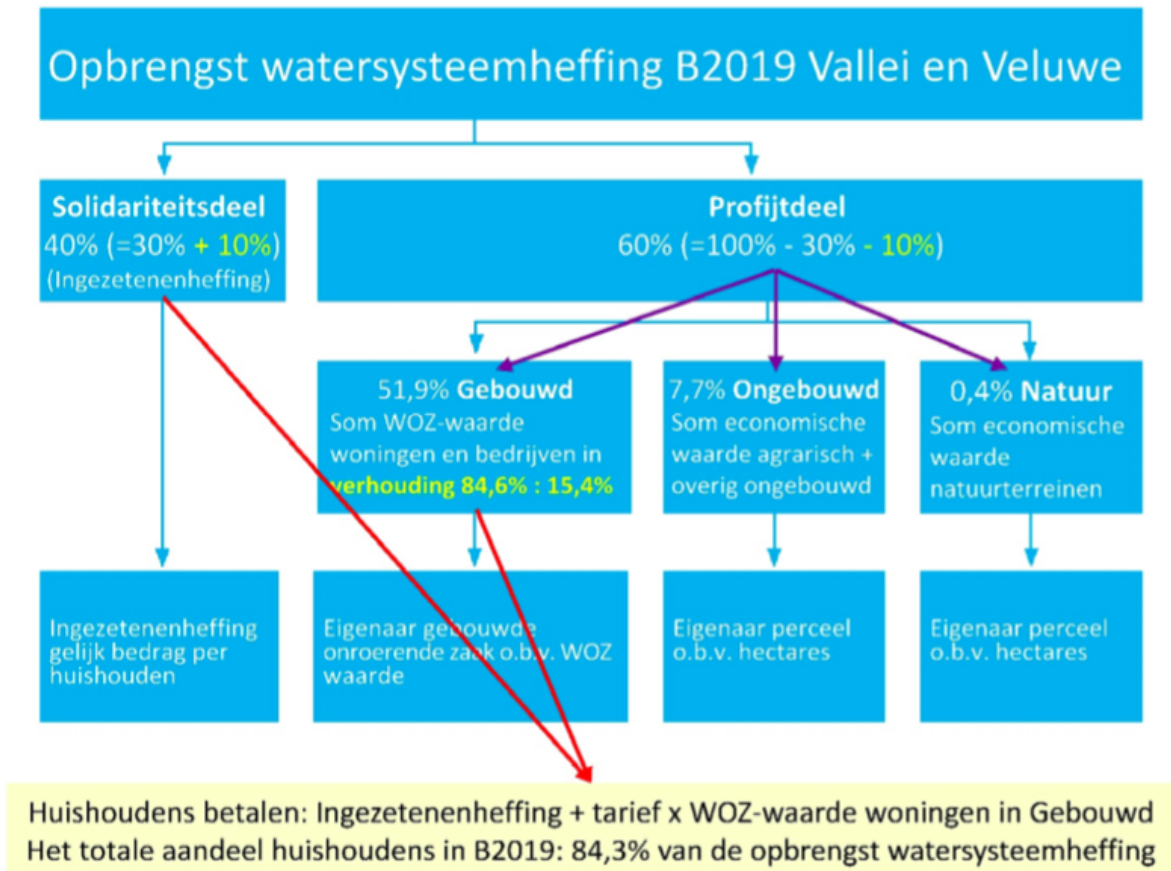 Opbrengst watersysteemheffing B2019 Vallei en Veluwe
Solidariteitsdeel
40% (=30% + 10%)
(Ingezetenenheffing)
Profijtdeel
60% (=100% - 30% - 10%)
51,9% Gebouwd
Som WOZ-waarde
woningen en bedrijven in
verhouding 84,6% : 15,4%
7,7% Ongebouwd
Som economische
waarde agrarisch +
overig ongebouwd
0,4% Natuur
Som economische
waarde
natuurterreinen
Ingezetenenheffing
gelijk bedrag per
huishouden
Eigenaar gebouwde
onroerende zaak o.b.v. WOZ
waarde
Eigenaar perceel
o.b.v. hectares
Eigenaar perceel
o.b.v. hectares
Huishoudens betalen: Ingezetenenheffing + tarief x WOZ-waarde woningen in Gebouwd
Het totale aandeel huishoudens in B2019: 84,3% van de opbrengst watersysteemheffing